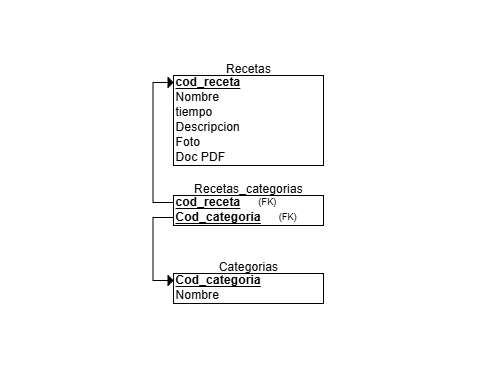 Recetas
cod_receta
Nombre
tiempo
Descripcion
Foto
Doc PDF
Recetas_categorias
cod_receta (FK)
Cod_categoria (FK)
Categorias
Cod_categoria
Nombre